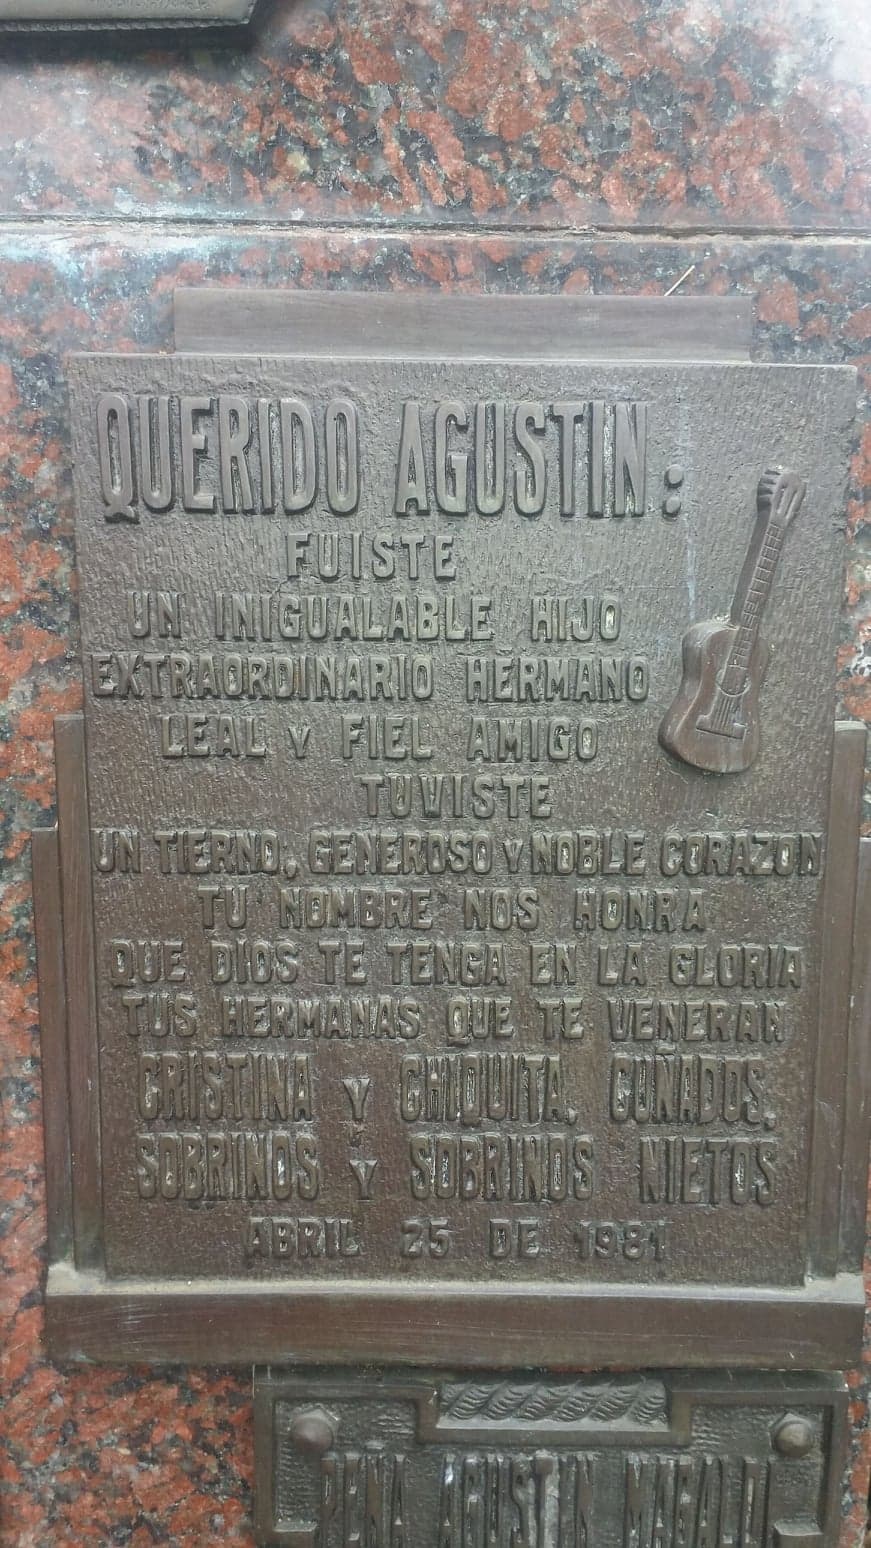 QUERIDO AGUSTIN:
FUISTE
UN INIGUALABLE HIJO
EXTRAORDINARIO HERMANO
LEAL Y FIEL AMIGO
TUVISTE
UN TIERNO, GENEROSO Y NOBLE CORAZON
TU NOMBRE NOS HONRA
QUE DIOS TE TENGA EN LA GLORIA
TUS HERMANAS QUE TE VENERAN
CRISTINA Y CHIQUITA, CUÑADOS,
SOBRINOS Y SOBRINOS NIETOS
ABRIL 25 DE 1981
PEÑA AGUSTIN MAGALDI